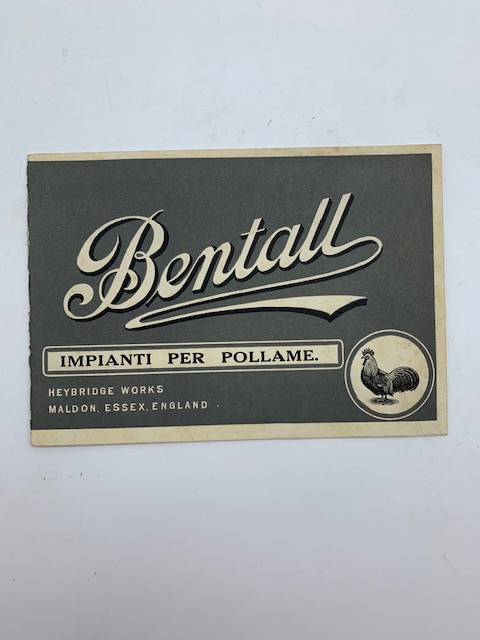 Bentall
IMPIANTI PER POLLAME.
HEYBRIDGE WORKS
MALDON, ESSEX, ENGLAND.